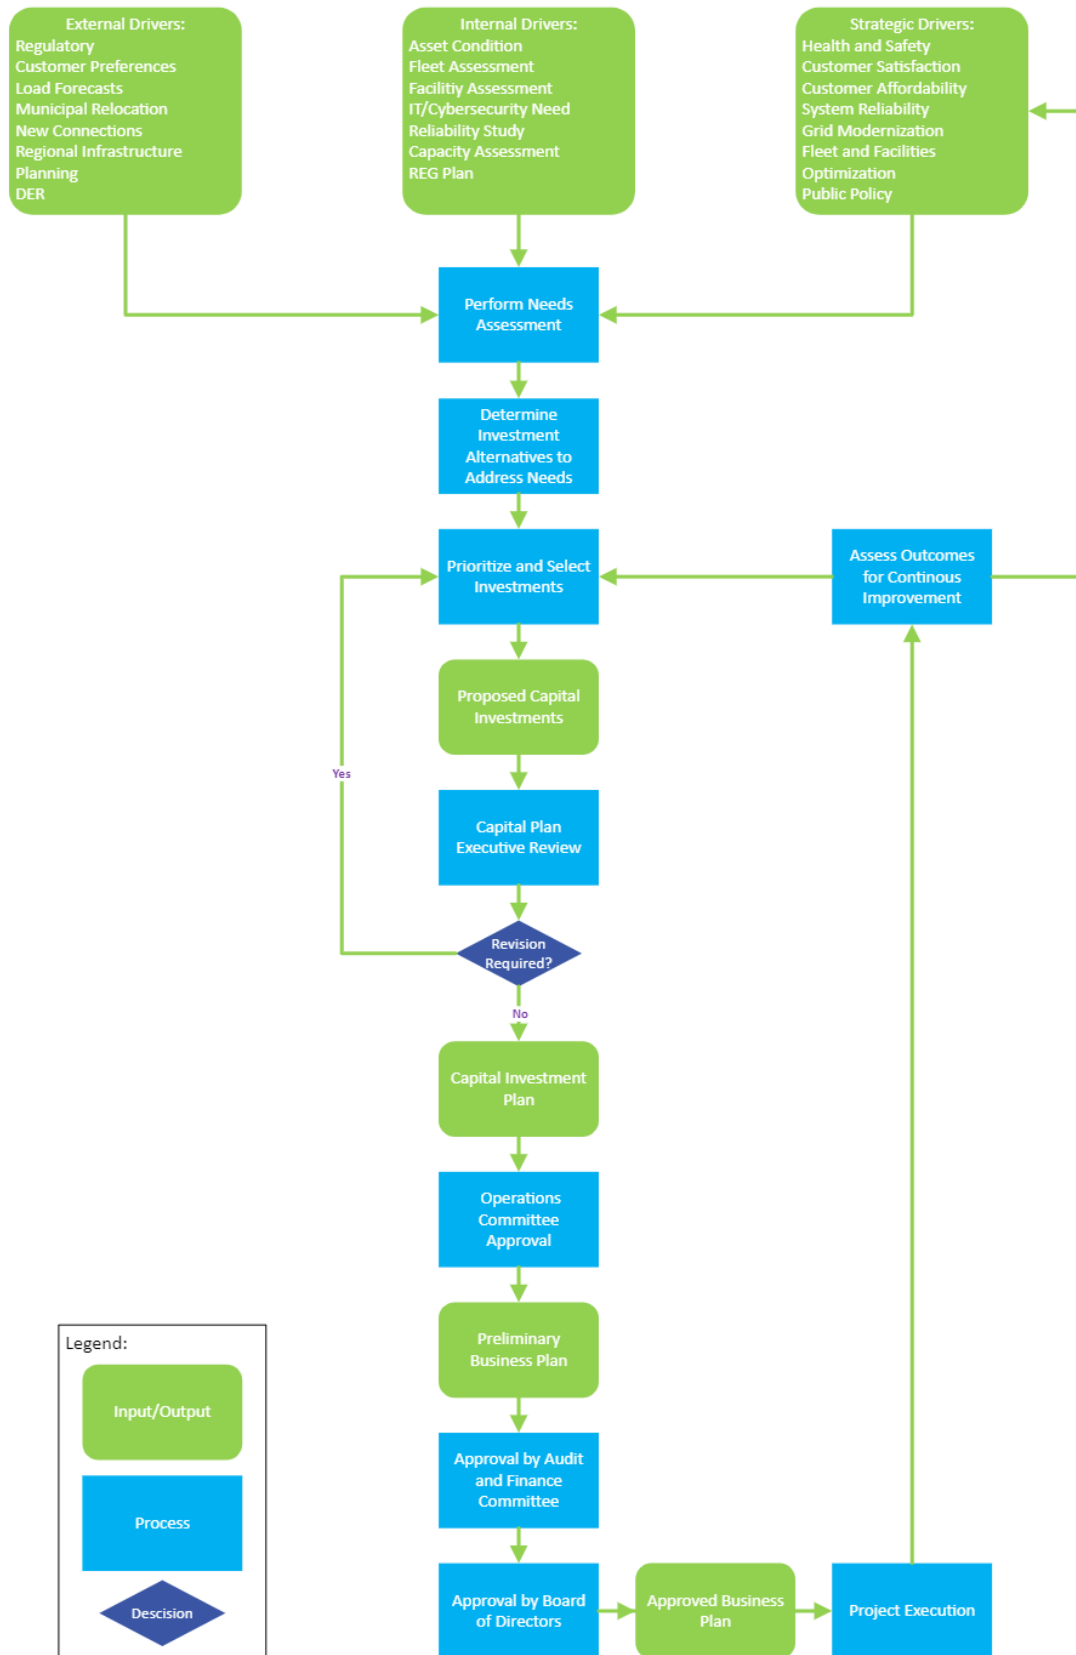 External Drivers:
Regulatory
Customer Preferences
Load Forecasts
Municipal Relocation
New Connections
Regional Infrastructure
Planning
DER
Internal Drivers:
Asset Condition
Fleet Assessment
Facilitiy Assessment
IT/Cybersecurity Need
Reliability Study
Capacity Assessment
REG Plan
Strategic Drivers:
Health and Safety
Customer Satisfaction
Customer Affordability
System Reliability
Grid Modernization
Fleet and Facilities
Optimization
Public Policy
Perform Needs
Assessment
Determine
Investment
Alternatives to
Address Needs
Prioritize and Select
Investments
Assess Outcomes
for Continous
Improvement
Proposed Capital
Investments
Yes
Capital Plan
Executive Review
Revision
Required?
No
Capital Investment
Plan
Operations
Committee
Approval
Preliminary
Business Plan
Approval by Audit
and Finance
Committee
Approval by Board
of Directors
Approved Business
Plan
Project Execution
Legend:
Input/Output
Process
Descision